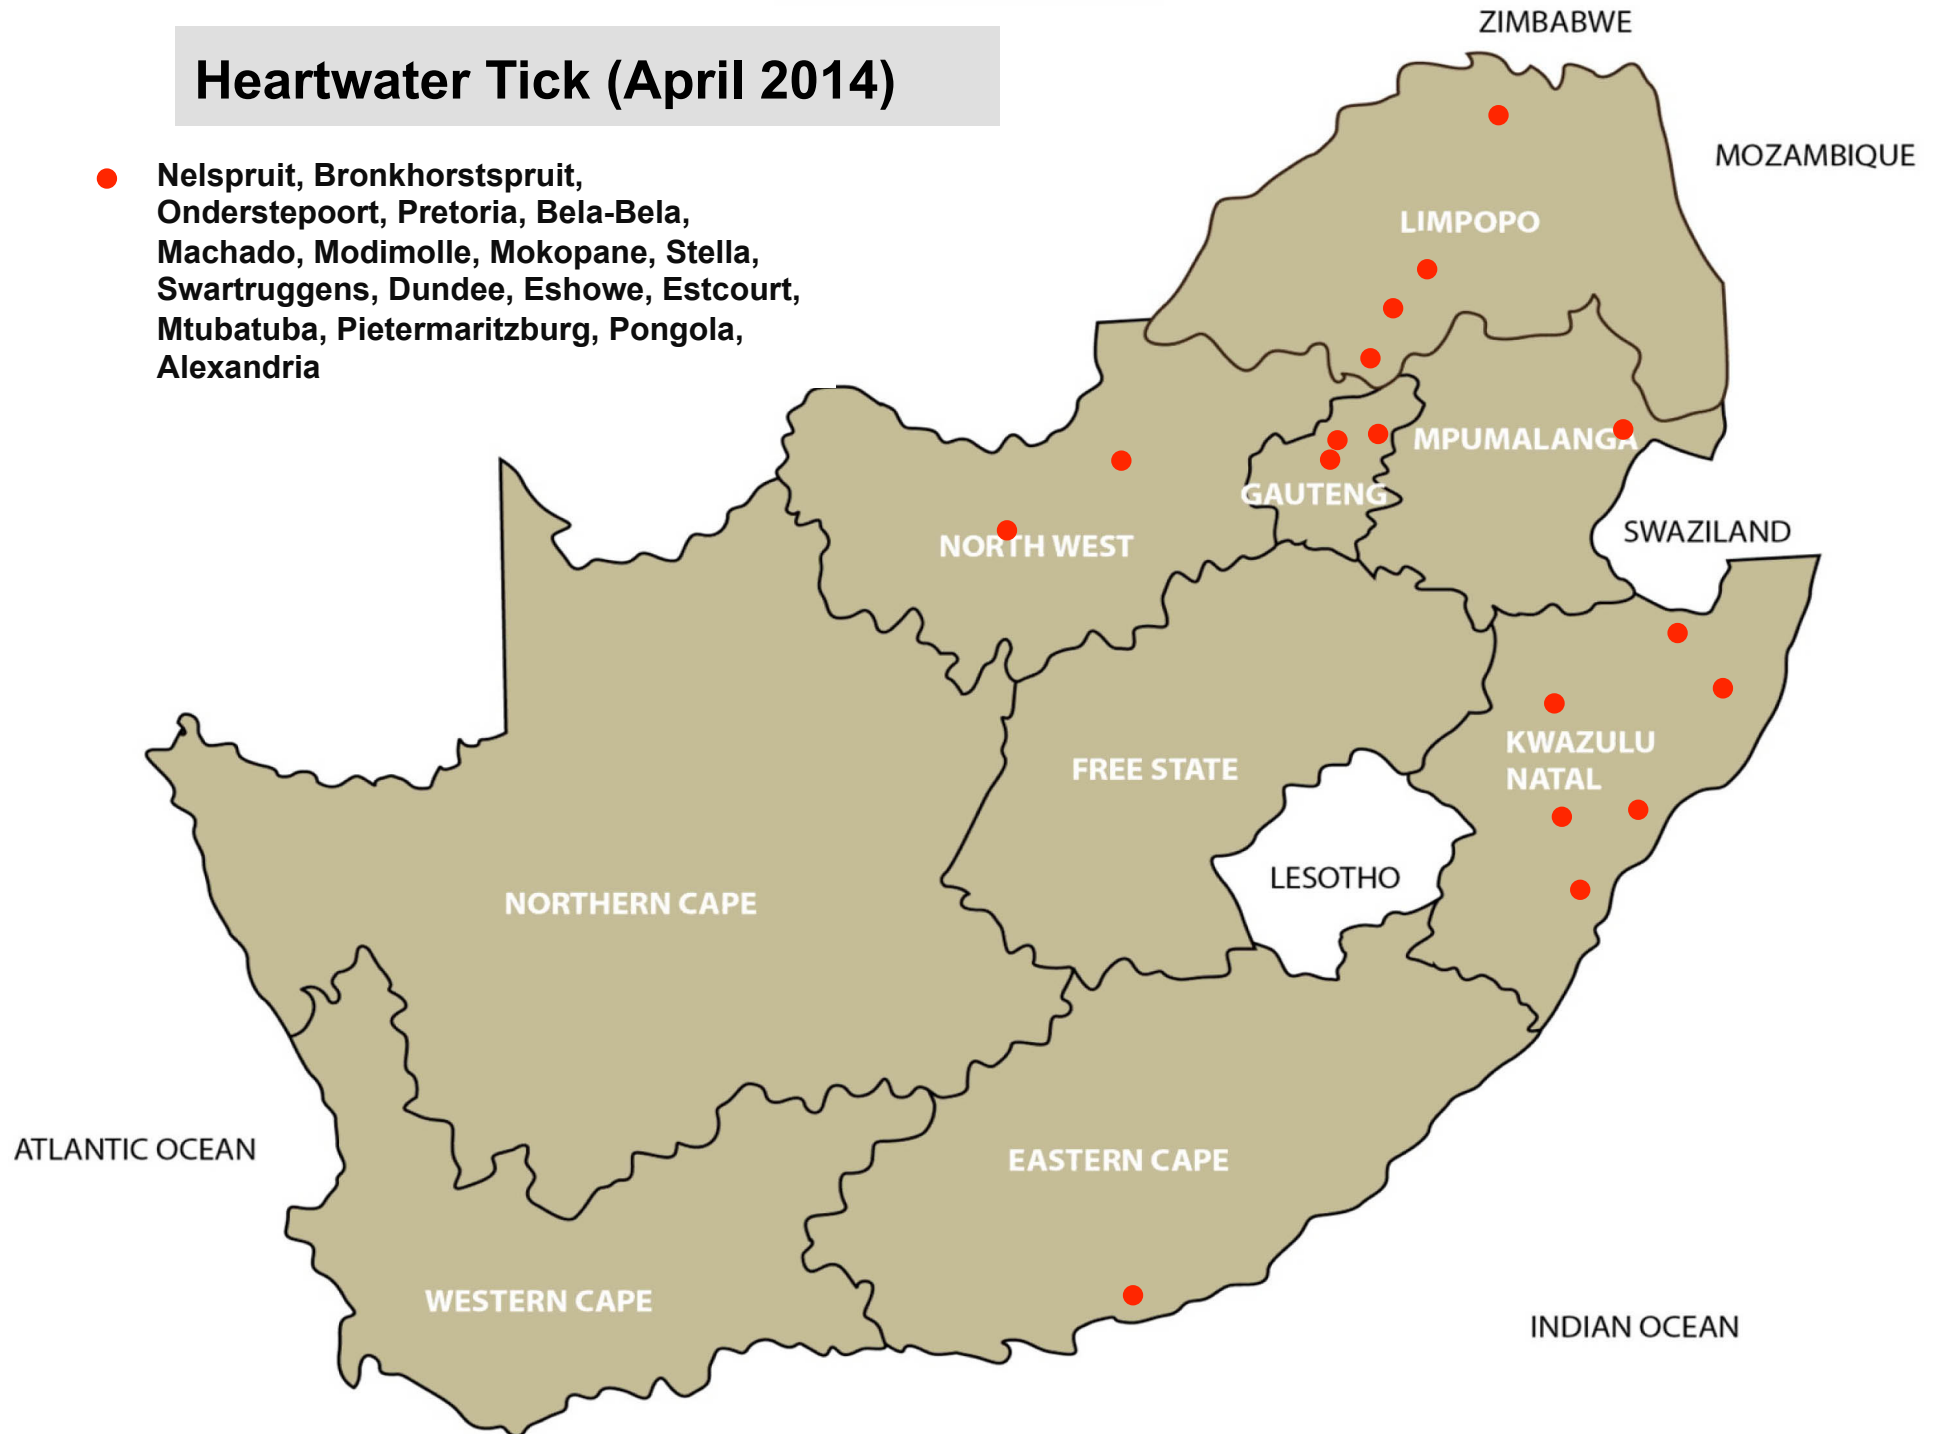 Heartwater Tick (April 2014)
Nelspruit, Bronkhorstspruit,
Onderstepoort, Pretoria, Bela-Bela,
Machado, Modimolle, Mokopane, Stella,
Swartruggens, Dundee, Eshowe, Estcourt,
Mtubatuba, Pietermaritzburg, Pongola,
Alexandria
ZIMBABWE
MOZAMBIQUE
LIMPOPO
MPUMALANGA
GAUTENG
SWAZILAND
NORTH WEST
KWAZULU
NATAL
FREE STATE
LESOTHO
NORTHERN CAPE
ATLANTIC OCEAN
EASTERN CAPE
WESTERN CAPE
INDIAN OCEAN